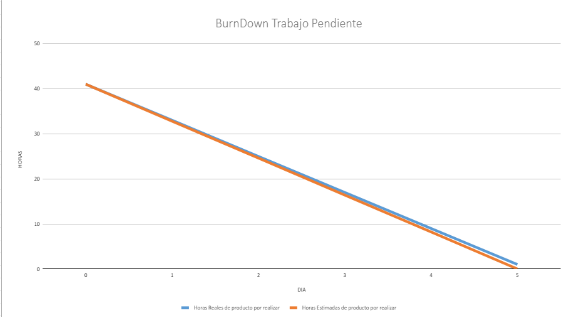 BurnDown Trabajo Pendiente
50
40
30
20
10
0
HORAS
0 1 2 3 4 5
DIA
Horas Reales de producto por realizar Horas Estimadas de producto por realizar